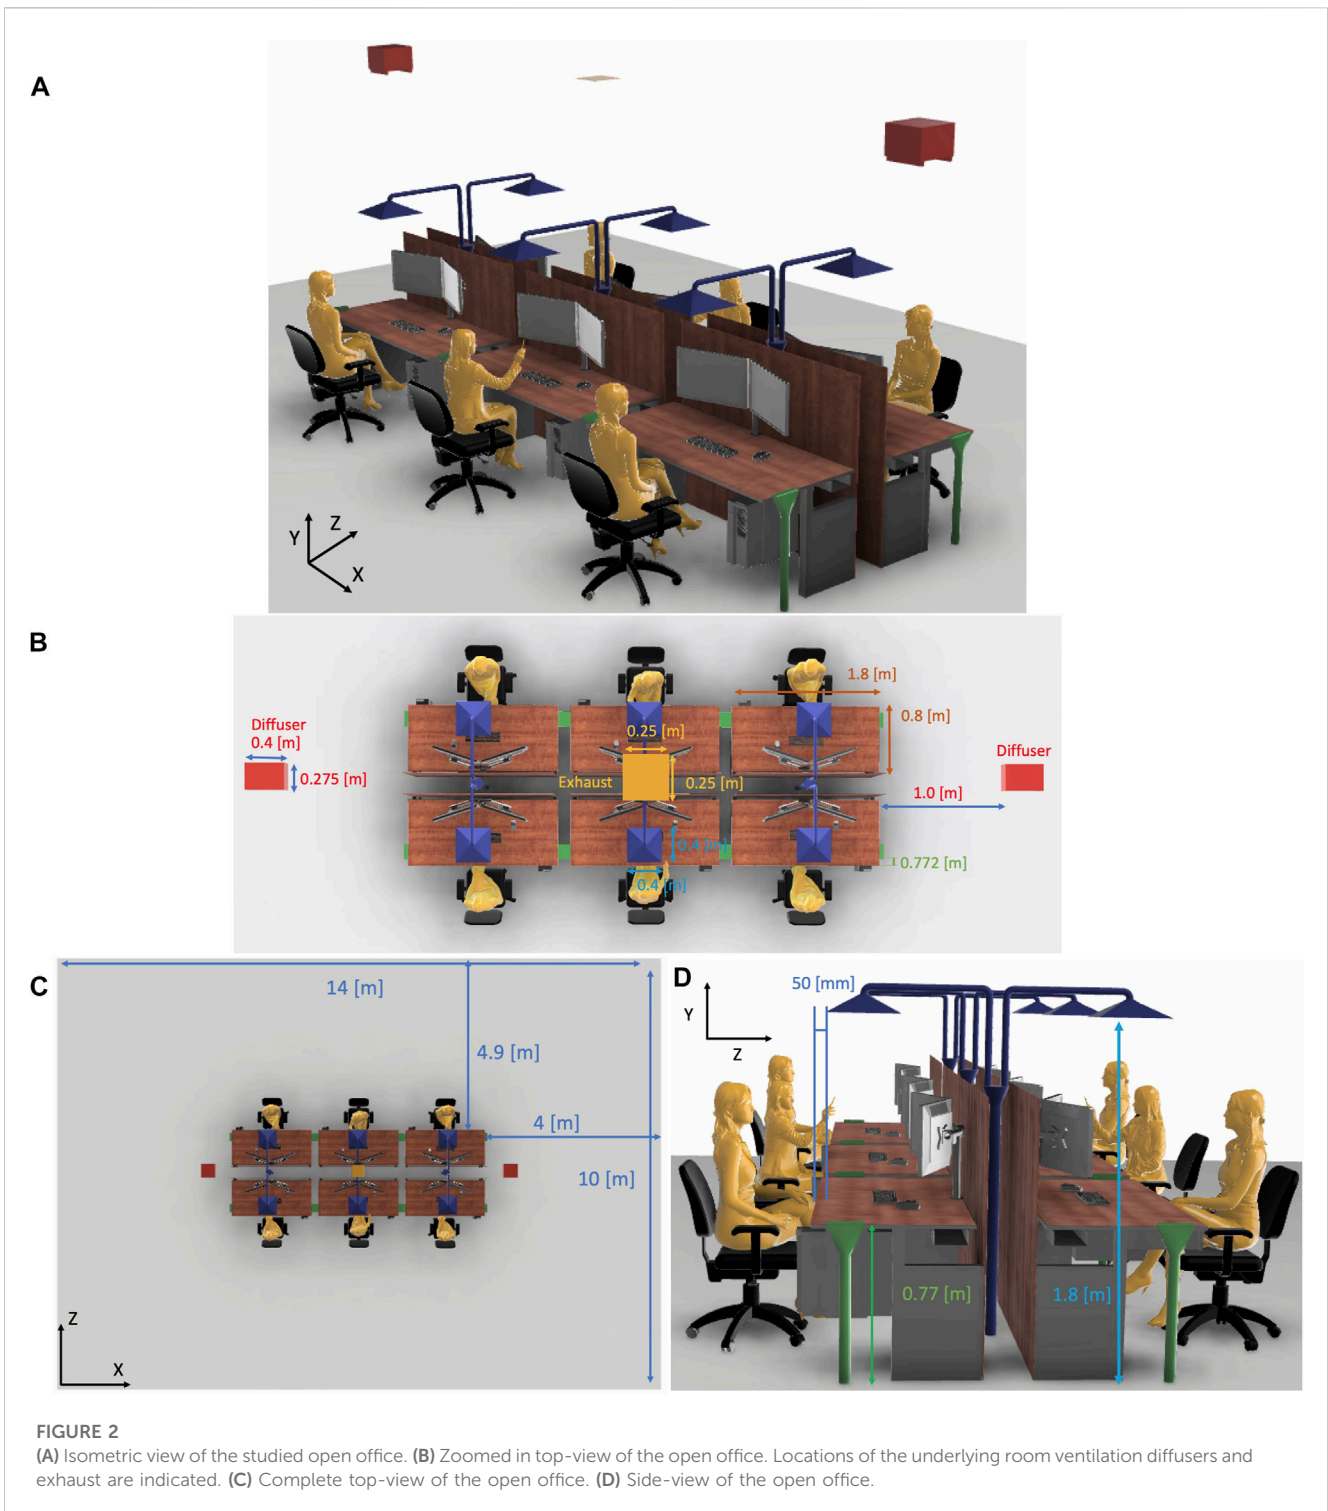 A
Y
Z
X
B
1.8 [m]
0.8 [m]
Diffuser
0.4 [m]
0.275 [m]
0.25 [m]
Exhaust
0.25 [m]
Diffuser
1.0 [m]
0.4 [m]
0.772 [m]
0.4 [m]
C
14 [m]
4.9 [m]
4 [m]
10 [m]
Z
X
D
50 [mm]
Y
Z
0.77 [m]
1.8 [m]
FIGURE 2
(A) Isometric view of the studied open office. (B) Zoomed in top-view of the open office. Locations of the underlying room ventilation diffusers and
exhaust are indicated. (C) Complete top-view of the open office. (D) Side-view of the open office.